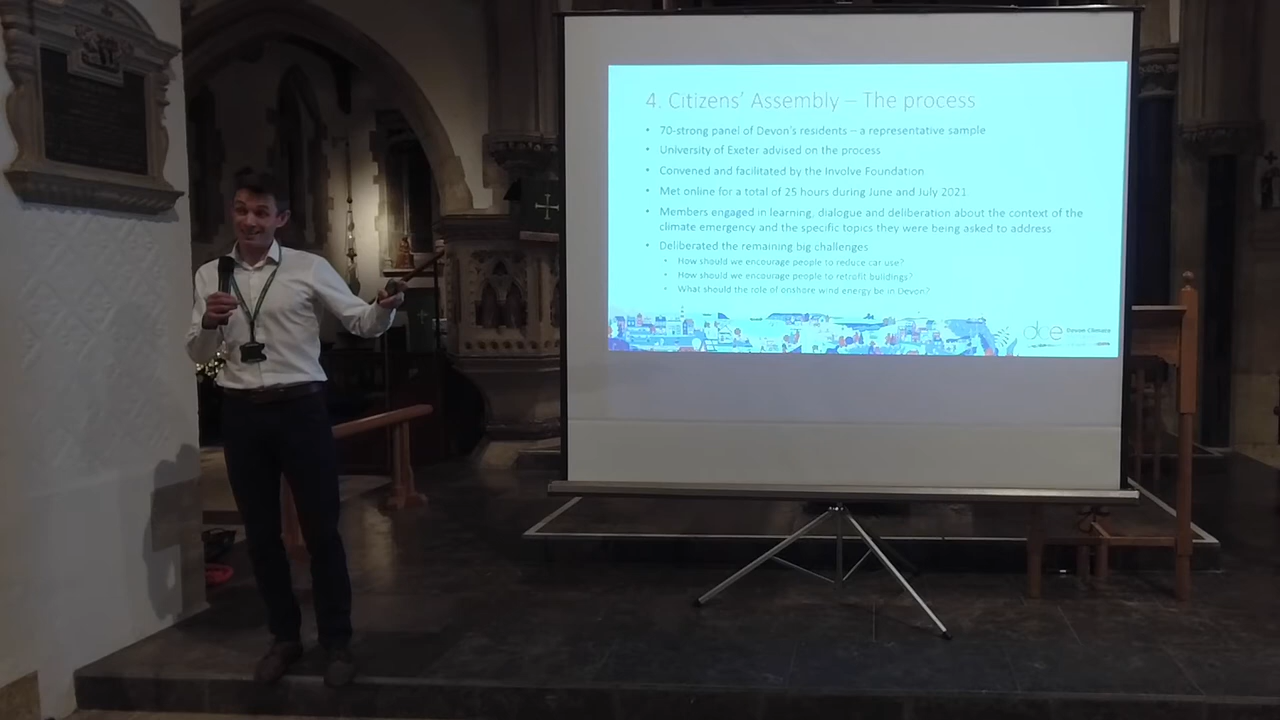 4. Citizens’ Assembly – The process
• 70-strong panel of Devon's residents – a representative sample
• University of Exeter advised on the process
• Convened and facilitated by the Involve Foundation
• Met online for a total of 25 hours during June and July 2021
• Members engaged in learning, dialogue and deliberation about the context of the
climate emergency and the specific topics they were being asked to address
• Deliberated the remaining big challenges
• How should we encourage people to reduce car use?
• How should we encourage people to retrofit buildings?
• What should the role of onshore wind energy be in Devon?
dce Devon Climate